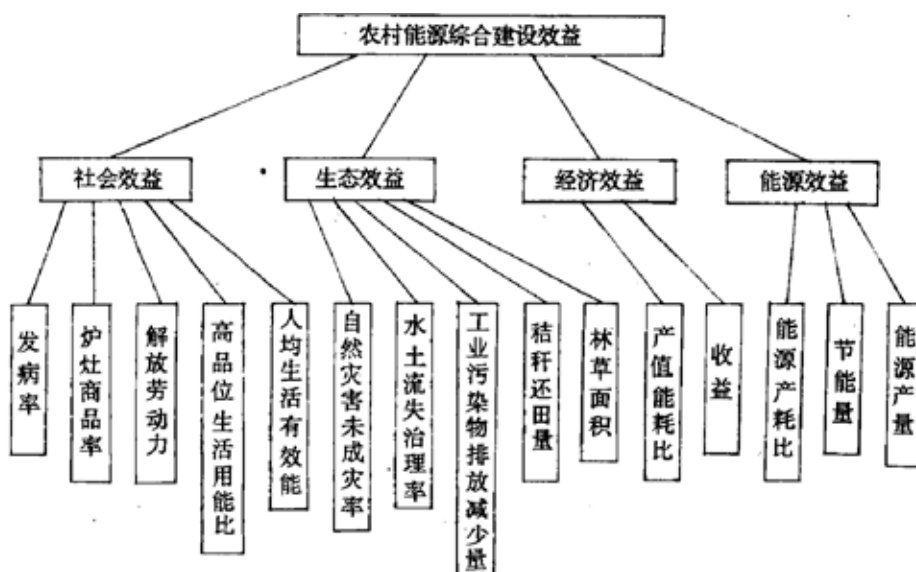 农村能源综合建设效益
社会效益
生态效益
经济效益
能源效益
发病率
炉灶商品率
解放劳动力
高品位生活用能比
人均生活有效能
自然灾害未成灾率
水土流失治理率
工业污染物排放减少量
秸秆还田量
林草面积
产值能耗比
收益
能源产耗比
节能量
能源产量